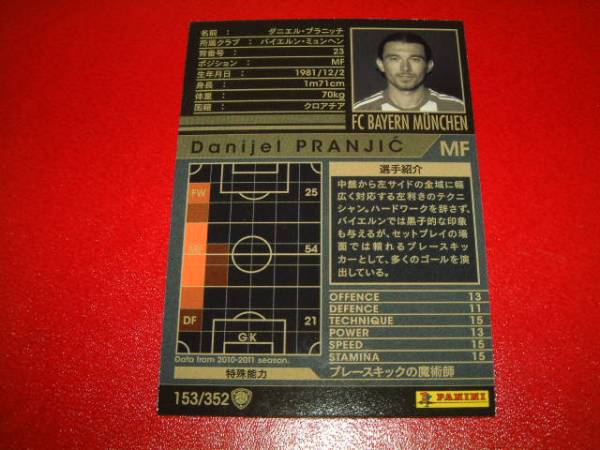 名前 : ダニエル・プラニッチ
所属クラブ : バイエルン・ミュンヘン
背番号 : 23
ポジション : MF
生年月日 : 1981/12/2
身長 : 1m71cm
体重 : 70kg
国籍 : クロアチア
FC BAYERN MÜNCHEN
Danijel PRANJIĆ MF
FW 25
54
DF 21
GK
Data from 2010-2011 season.
選手紹介
中盤から左サイドの全域に幅
広く対応する左利きのテクニ
シャン。ハードワークを辞さず、
バイエルンでは黒子的な印象
も与えるが、セットプレイの場
面では頼れるプレースキッ
カーとして、多くのゴールを演
出している。
OFFENCE 13
DEFENCE 11
TECHNIQUE 15
POWER 13
SPEED 15
STAMINA 15
特殊能力 プレースキックの魔術師
153/352 PANINI